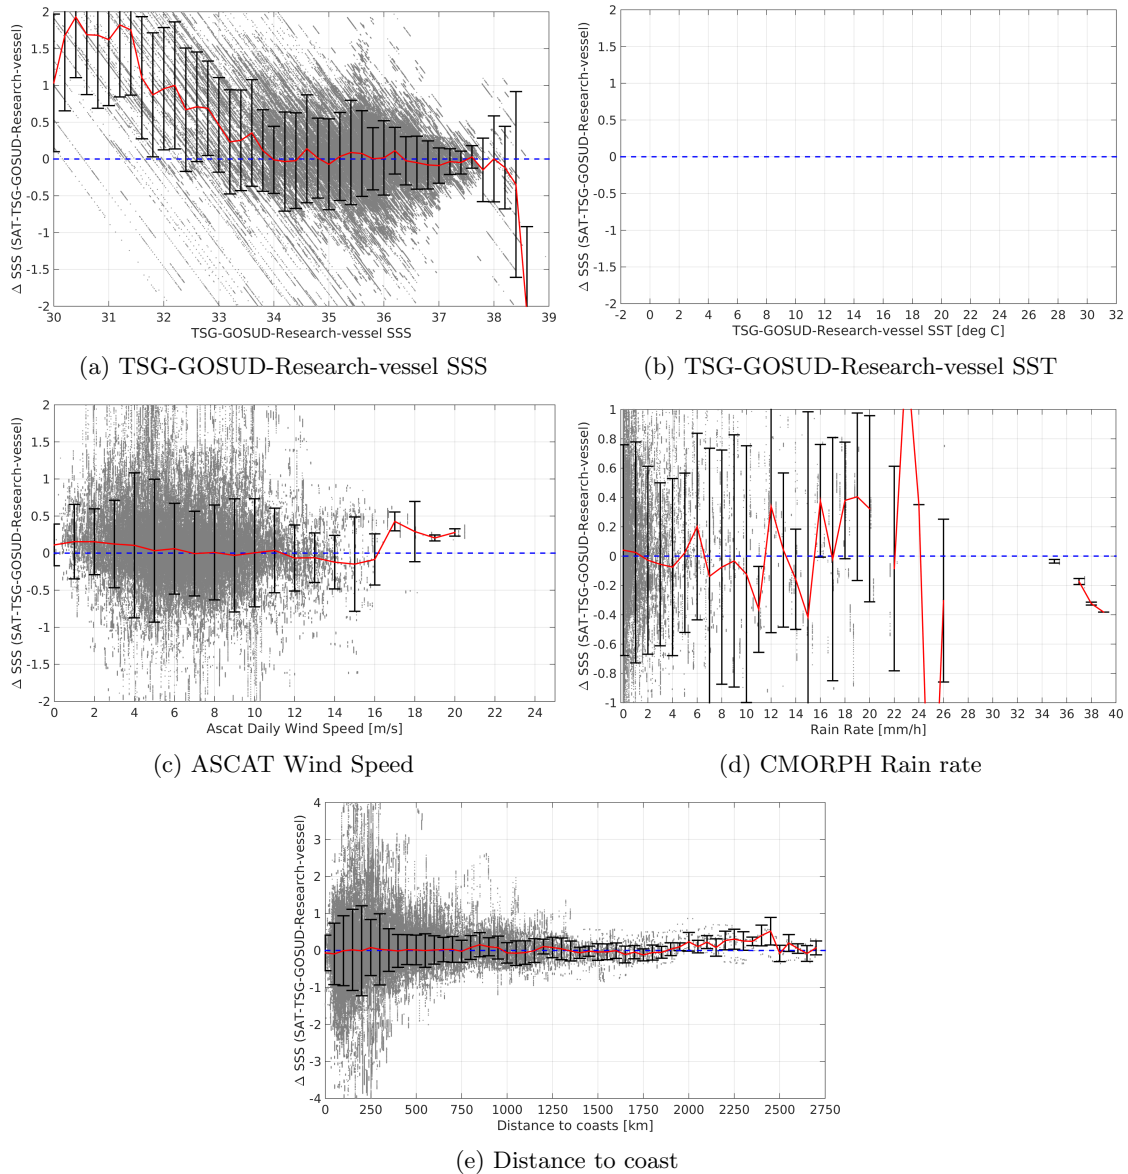 2
1.5
1
0.5
0
-0.5
-1
-1.5
-2
Δ SSS (SAT-TSG-GOSUD-Research-vessel)
30 31 32 33 34 35 36 37 38 39
TSG-GOSUD-Research-vessel SSS
(a) TSG-GOSUD-Research-vessel SSS
2
1.5
1
0.5
0
-0.5
-1
-1.5
-2
Δ SSS (SAT-TSG-GOSUD-Research-vessel)
-2 0 2 4 6 8 10 12 14 16 18 20 22 24 26 28 30 32
TSG-GOSUD-Research-vessel SST [deg C]
(b) TSG-GOSUD-Research-vessel SST
2
1.5
1
0.5
0
-0.5
-1
-1.5
-2
Δ SSS (SAT-TSG-GOSUD-Research-vessel)
0 2 4 6 8 10 12 14 16 18 20 22 24
Ascat Daily Wind Speed [m/s]
(c) ASCAT Wind Speed
1
0.8
0.6
0.4
0.2
0
-0.2
-0.4
-0.6
-0.8
-1
Δ SSS (SAT-TSG-GOSUD-Research-vessel)
0 2 4 6 8 10 12 14 16 18 20 22 24 26 28 30 32 34 36 38 40
Rain Rate [mm/h]
(d) CMORPH Rain rate
4
3
2
1
0
-1
-2
-3
-4
Δ SSS (SAT-TSG-GOSUD-Research-vessel)
0 250 500 750 1000 1250 1500 1750 2000 2250 2500 2750
Distance to coasts [km]
(e) Distance to coast